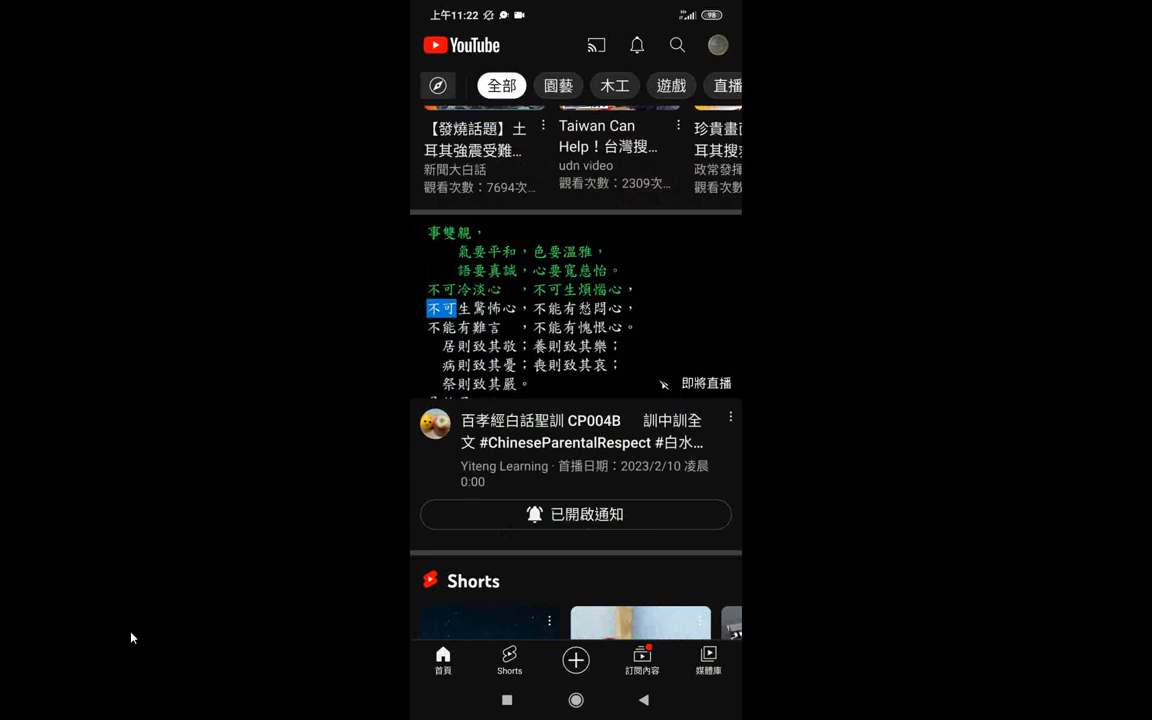 上午11:22
98
YouTube
全部 園藝 木工 遊戲 直播
【發燒話題】土
耳其強震受難...
新聞大白話
觀看次數：7694次...
Taiwan Can
Help！台灣搜...
udn video
觀看次數：2309次...
珍貴畫面
耳其搜
政常發揮
觀看次數
事雙親，
氣要平和，色要溫雅，
語要真誠，心要寬慈怡。
不可冷淡心　，不可生煩惱心，
不可生驚怖心，不能有愁悶心，
不能有難言　，不能有愧恨心。
居則致其敬；養則致其樂；
病則致其憂；喪則致其哀；
祭則致其嚴。
即將直播
百孝經白話聖訓 CP004B　訓中訓全
文 #ChineseParentalRespect #白水...
Yiteng Learning · 首播日期：2023/2/10 凌晨
0:00
已開啟通知
Shorts
首頁 Shorts 訂閱內容 媒體庫